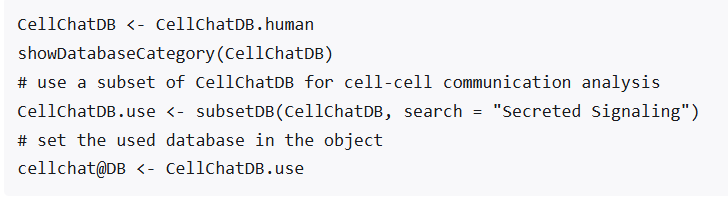 CellChatDB <- CellChatDB.human
showDatabaseCategory(CellChatDB)
# use a subset of CellChatDB for cell-cell communication analysis
CellChatDB.use <- subsetDB(CellChatDB, search = "Secreted Signaling")
# set the used database in the object
cellchat@DB <- CellChatDB.use